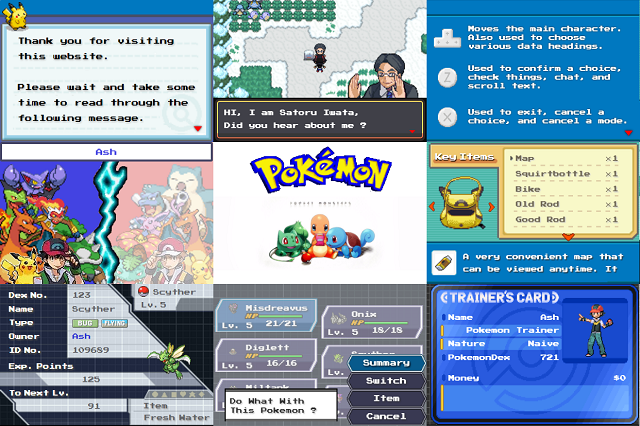 Thank you for visiting
this website.
Please wait and take some
time to read through the
following message.
HI, I am Satoru Iwata,
Did you hear about me ?
Moves the main character.
Also used to choose
various data headings.
Z
Used to confirm a choice,
check things, chat, and
scroll text.
X
Used to exit, cancel a
choice, and cancel a mode.
Ash
POKéMON
Key Items
Map ×1
Squirtbottle ×1
Bike ×1
Old Rod ×1
Good Rod ×1
A very convenient map that
can be viewed anytime. It
Dex No. 123
Name Scyther
Type BUG FLYING
Owner Ash
ID No. 109689
Exp. Points
125
To Next Lv.
91
Scyther
Lv. 5
Item
Fresh Water
Misdreavus
HP
Lv. 5 21/21
Onix
HP
Lv. 5 18/18
Diglett
HP
Lv. 5 16/16
Summary
Switch
Item
Cancel
Do What With
This Pokemon ?
TRAINER'S CARD
Name Ash
Pokemon Trainer
Nature Naive
PokemonDex 721
Money $0